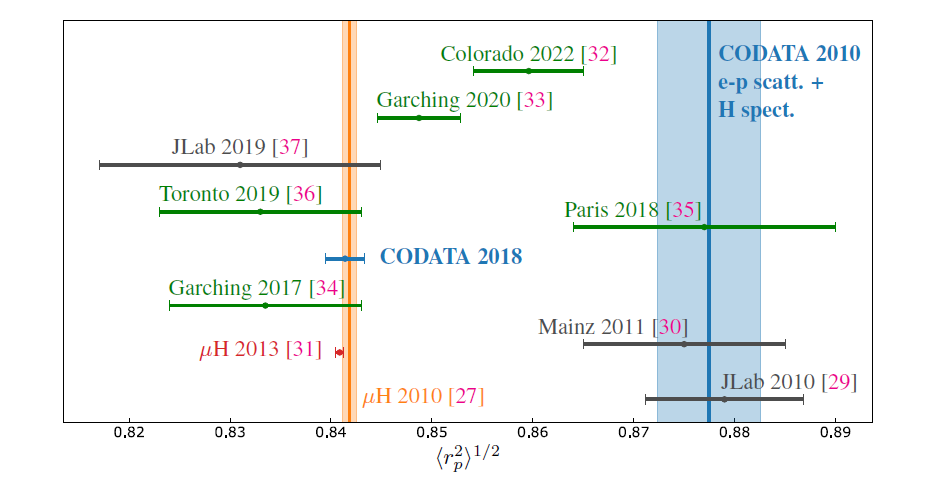 Colorado 2022 [32]
CODATA 2010
e-p scatt. +
H spect.
Garching 2020 [33]
JLab 2019 [37]
Toronto 2019 [36]
Paris 2018 [35]
CODATA 2018
Garching 2017 [34]
Mainz 2011 [30]
μH 2013 [31]
JLab 2010 [29]
μH 2010 [27]
0.82 0.83 0.84 0.85 0.86 0.87 0.88 0.89
⟨r_p^2⟩^{1/2}